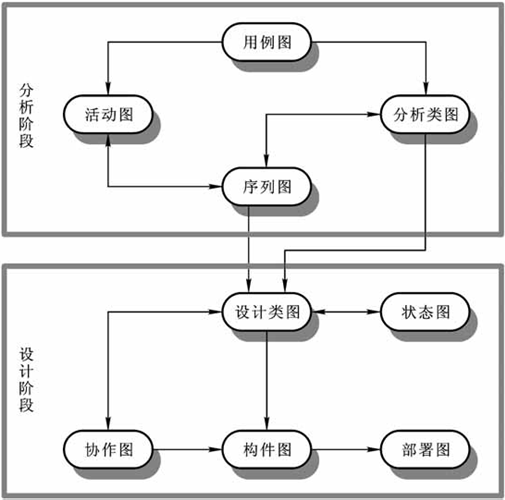 分析阶段
用例图
活动图
分析类图
序列图
设计阶段
设计类图
状态图
协作图
构件图
部署图